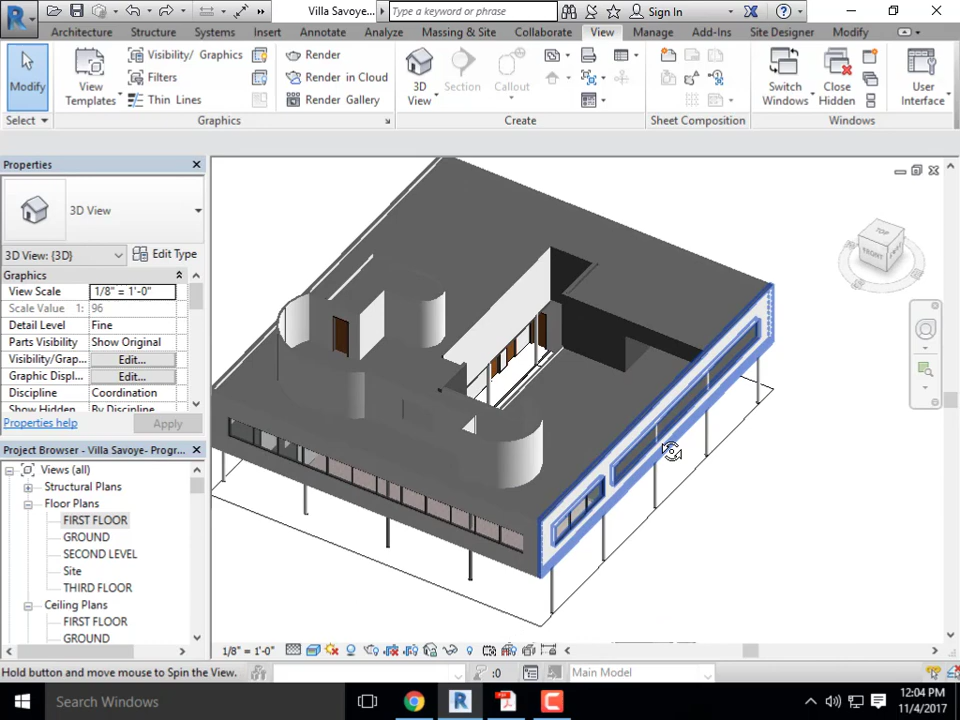 Villa Savoye...
Type a keyword or phrase
Sign In
Architecture Structure Systems Insert Annotate Analyze Massing & Site Collaborate View Manage Add-Ins Site Designer Modify
Modify
View
Templates
Visibility/ Graphics
Filters
Thin Lines
Render
Render in Cloud
Render Gallery
3D
View
Section
Callout
Switch
Windows
Close
Hidden
User
Interface
Select
Graphics
Create
Sheet Composition
Windows
Properties
3D View
3D View: {3D}
Edit Type
Graphics
View Scale 1/8" = 1'-0"
Scale Value 1: 96
Detail Level Fine
Parts Visibility Show Original
Visibility/Grap... Edit...
Graphic Displ... Edit...
Discipline Coordination
Show Hidden By Discipline
Properties help
Apply
Project Browser - Villa Savoye- Progr...
Views (all)
Structural Plans
Floor Plans
FIRST FLOOR
GROUND
SECOND LEVEL
Site
THIRD FLOOR
Ceiling Plans
FIRST FLOOR
GROUND
TOP
FRONT
1/8" = 1'-0"
Hold button and move mouse to Spin the View.
:0
Main Model
Search Windows
12:04 PM
11/4/2017